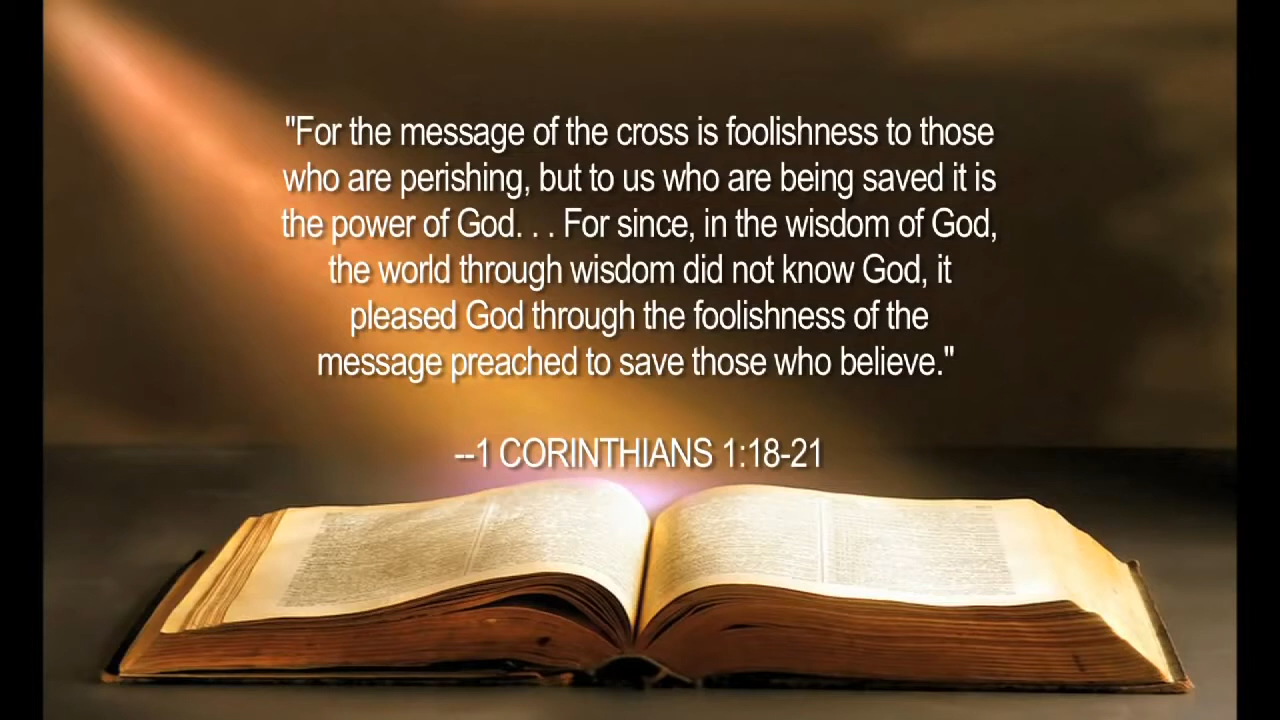 "For the message of the cross is foolishness to those
who are perishing, but to us who are being saved it is
the power of God. . . For since, in the wisdom of God,
the world through wisdom did not know God, it
pleased God through the foolishness of the
message preached to save those who believe."
--1 CORINTHIANS 1:18-21